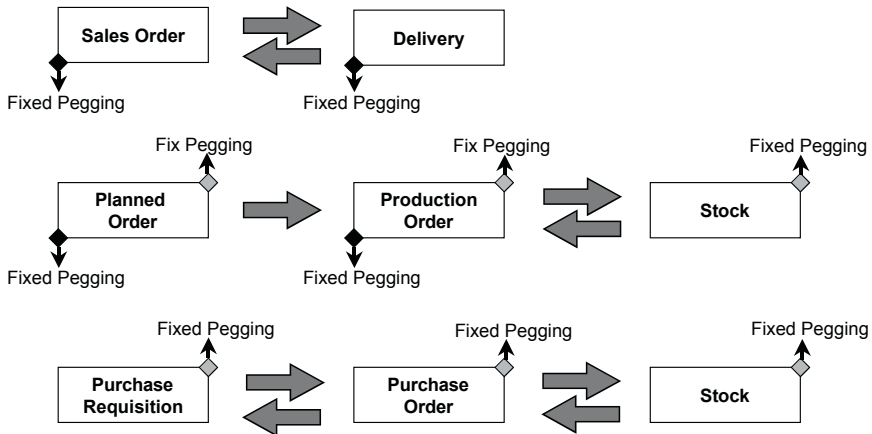 Sales Order
Delivery
Fixed Pegging
Fixed Pegging
Fix Pegging
Fix Pegging
Fixed Pegging
Planned
Order
Production
Order
Stock
Fixed Pegging
Fixed Pegging
Fixed Pegging
Fixed Pegging
Fixed Pegging
Purchase
Requisition
Purchase
Order
Stock